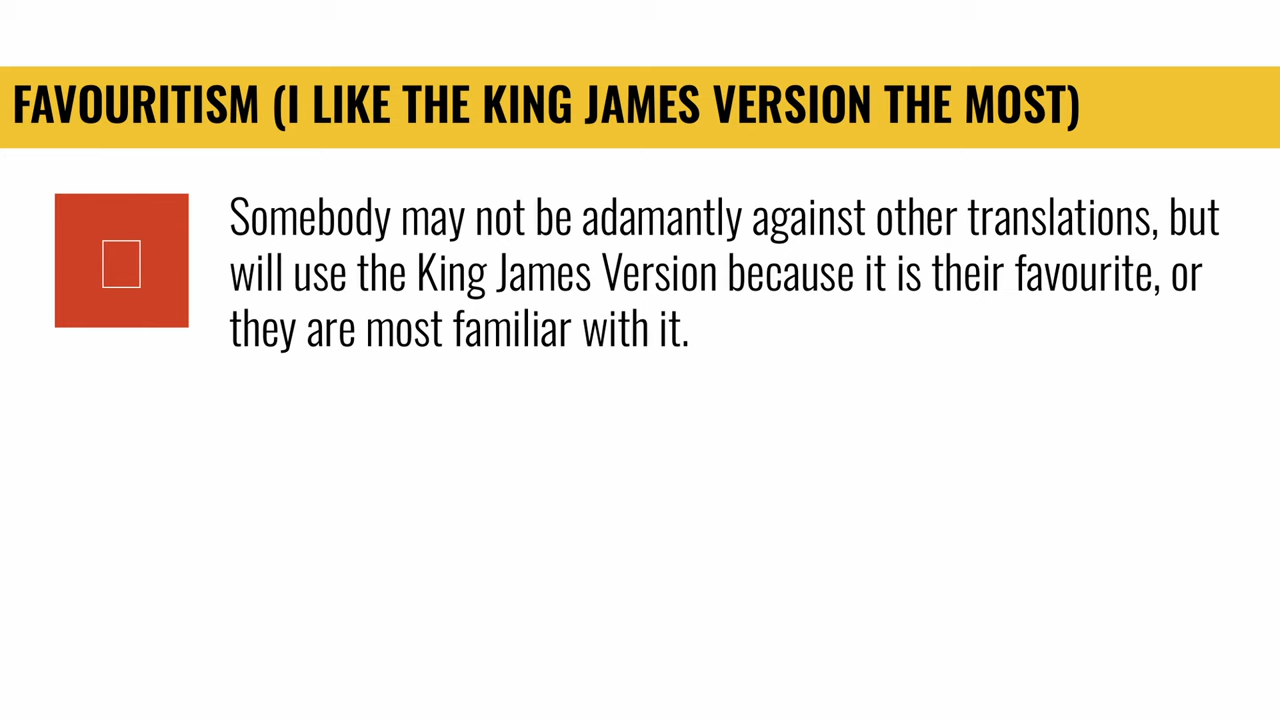 FAVOURITISM (I LIKE THE KING JAMES VERSION THE MOST)
Somebody may not be adamantly against other translations, but
will use the King James Version because it is their favourite, or
they are most familiar with it.